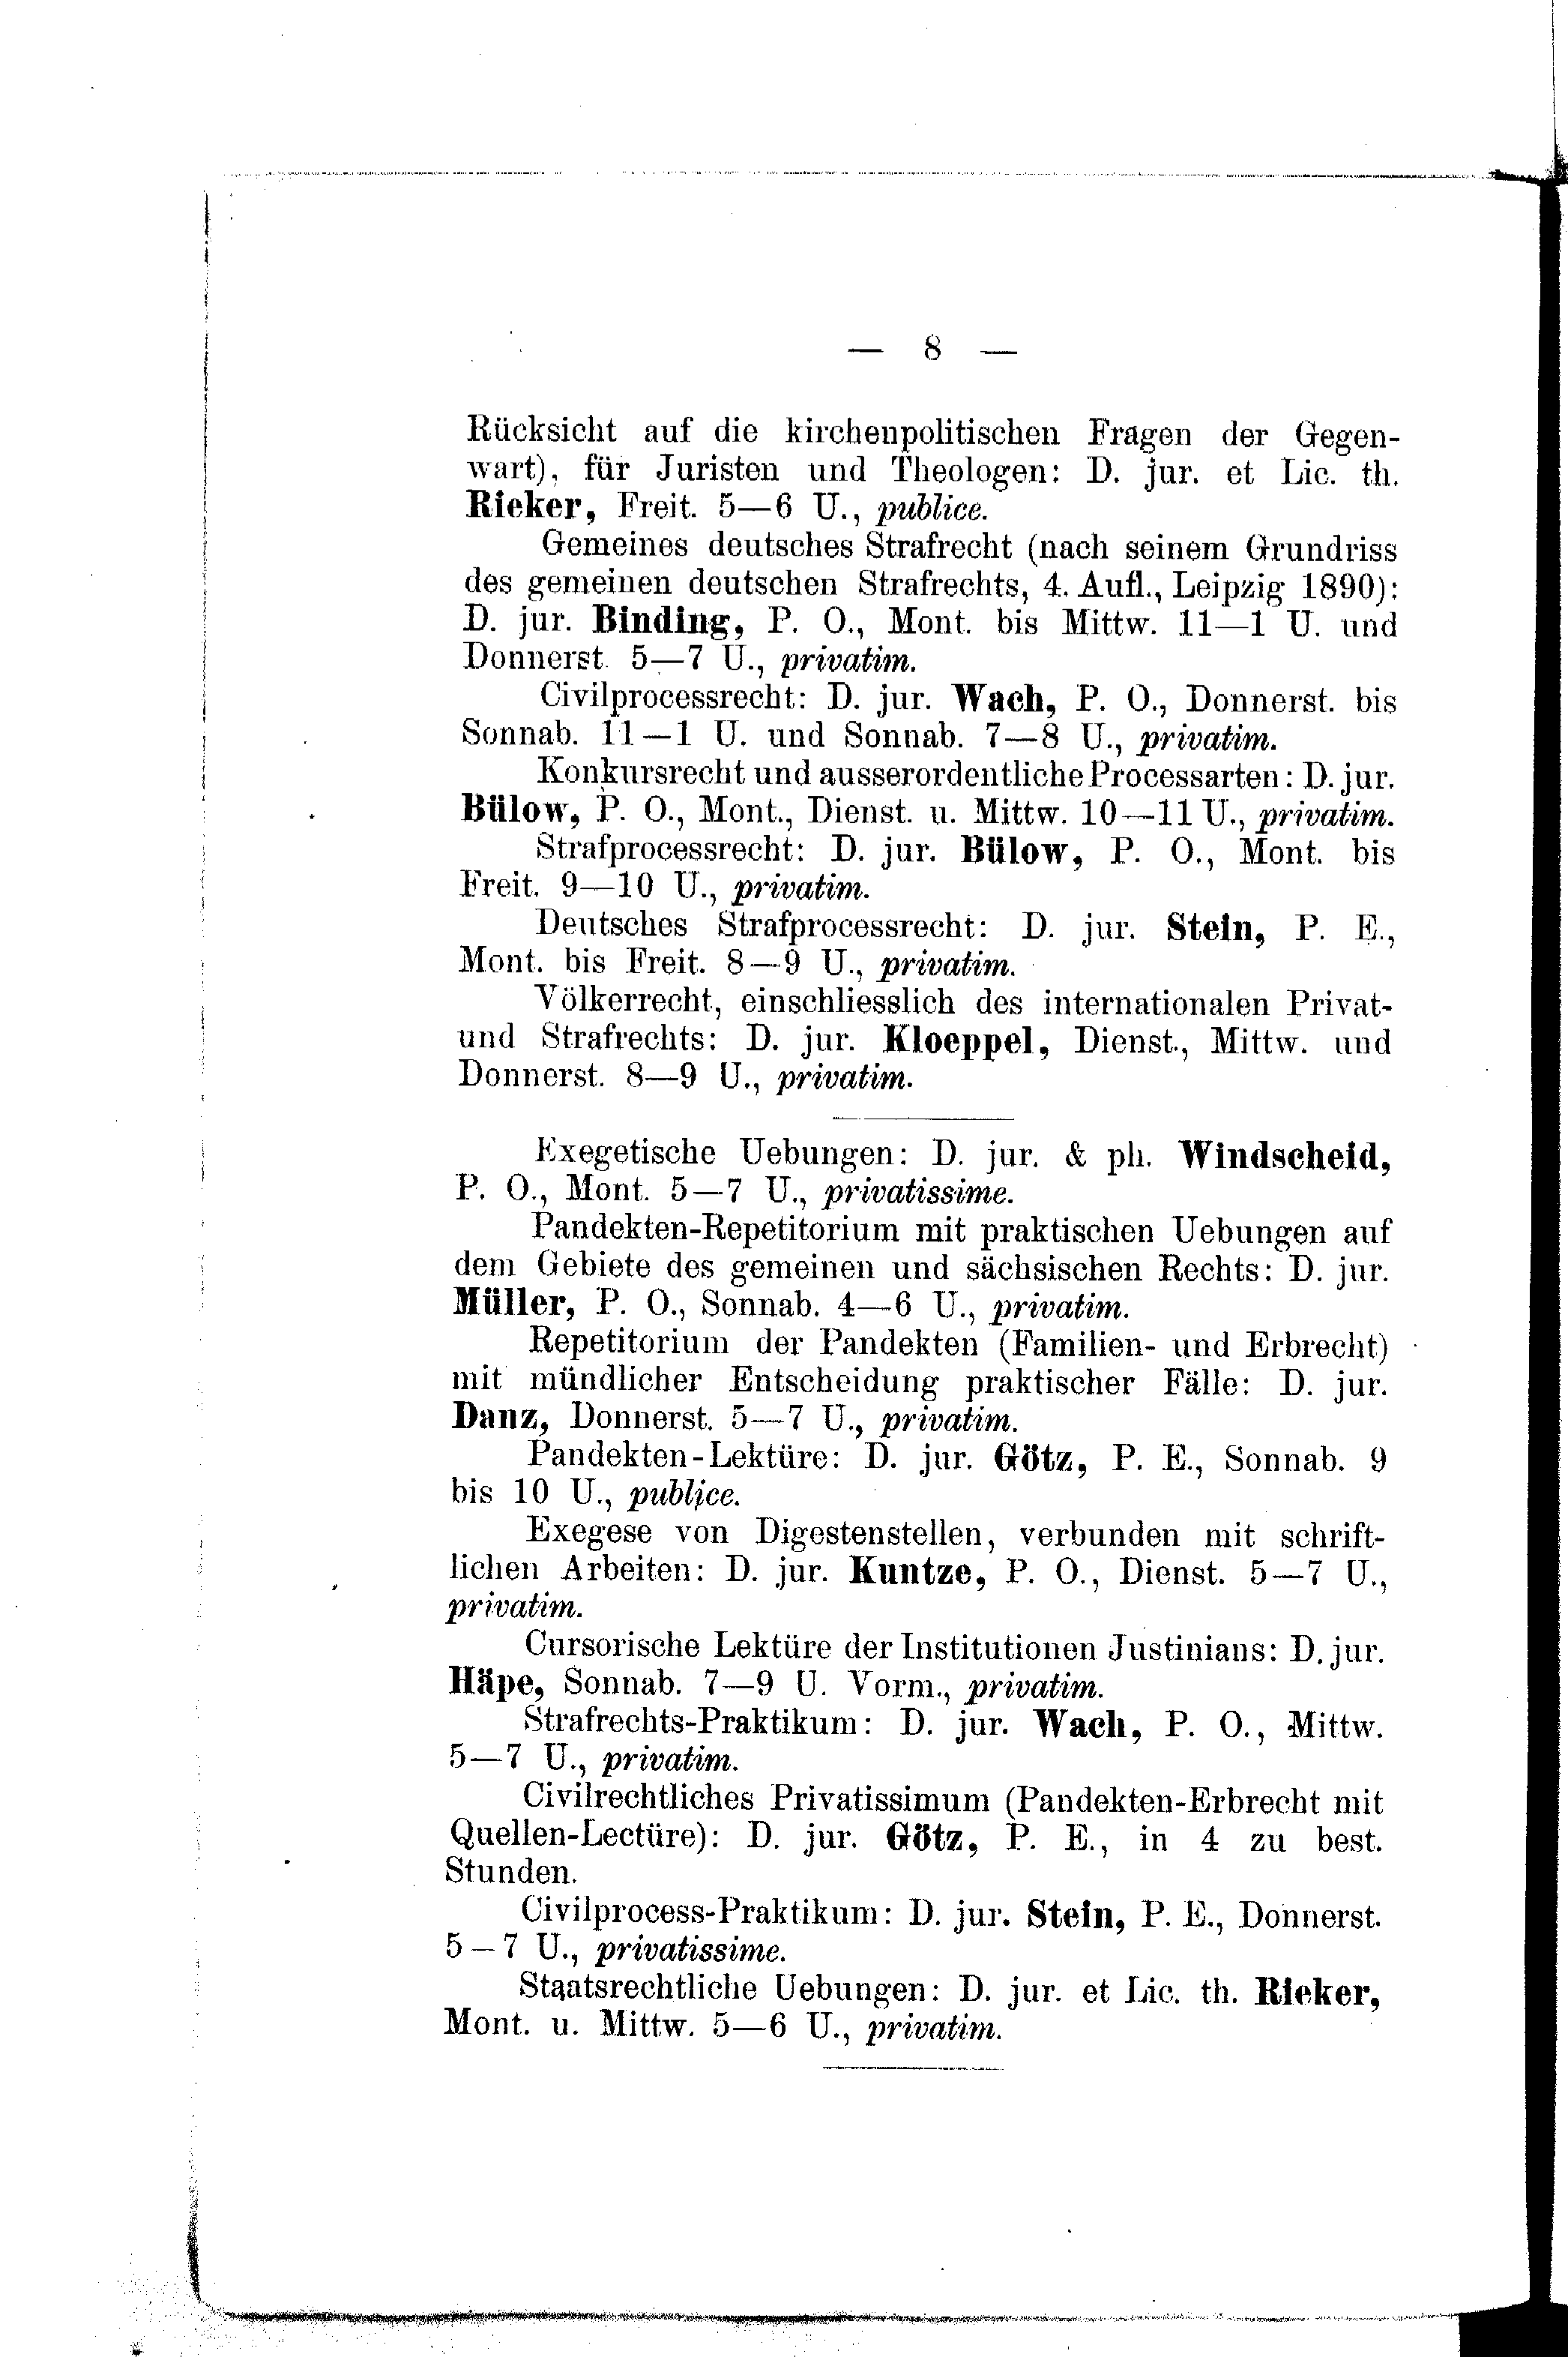 — 8 —
Rücksicht auf die kirchenpolitischen Fragen der Gegen-
wart), für Juristen und Theologen: D. jur. et Lic. th.
Rieker, Freit. 5—6 U., publice.
Gemeines deutsches Strafrecht (nach seinem Grundriss
des gemeinen deutschen Strafrechts, 4. Aufl., Leipzig 1890):
D. jur. Binding, P. O., Mont. bis Mittw. 11—1 U. und
Donnerst. 5—7 U., privatim.
Civilprocessrecht: D. jur. Wach, P. O., Donnerst. bis
Sonnab. 11—1 U. und Sonnab. 7—8 U., privatim.
Konkursrecht und ausserordentliche Processarten: D. jur.
Bülow, P. O., Mont., Dienst. u. Mittw. 10—11 U., privatim.
Strafprocessrecht: D. jur. Bülow, P. O., Mont. bis
Freit. 9—10 U., privatim.
Deutsches Strafprocessrecht: D. jur. Stein, P. E.,
Mont. bis Freit. 8—9 U., privatim.
Völkerrecht, einschliesslich des internationalen Privat-
und Strafrechts: D. jur. Kloeppel, Dienst., Mittw. und
Donnerst. 8—9 U., privatim.
Exegetische Uebungen: D. jur. & ph. Windscheid,
P. O., Mont. 5—7 U., privatissime.
Pandekten-Repetitorium mit praktischen Uebungen auf
dem Gebiete des gemeinen und sächsischen Rechts: D. jur.
Müller, P. O., Sonnab. 4—6 U., privatim.
Repetitorium der Pandekten (Familien- und Erbrecht)
mit mündlicher Entscheidung praktischer Fälle: D. jur.
Danz, Donnerst. 5—7 U., privatim.
Pandekten-Lektüre: D. jur. Götz, P. E., Sonnab. 9
bis 10 U., publice.
Exegese von Digestenstellen, verbunden mit schrift-
lichen Arbeiten: D. jur. Kuntze, P. O., Dienst. 5—7 U.,
privatim.
Cursorische Lektüre der Institutionen Justinians: D. jur.
Häpe, Sonnab. 7—9 U. Vorm., privatim.
Strafrechts-Praktikum: D. jur. Wach, P. O., Mittw.
5—7 U., privatim.
Civilrechtliches Privatissimum (Pandekten-Erbrecht mit
Quellen-Lectüre): D. jur. Götz, P. E., in 4 zu best.
Stunden.
Civilprocess-Praktikum: D. jur. Stein, P. E., Donnerst.
5—7 U., privatissime.
Staatsrechtliche Uebungen: D. jur. et Lic. th. Rieker,
Mont. u. Mittw. 5—6 U., privatim.